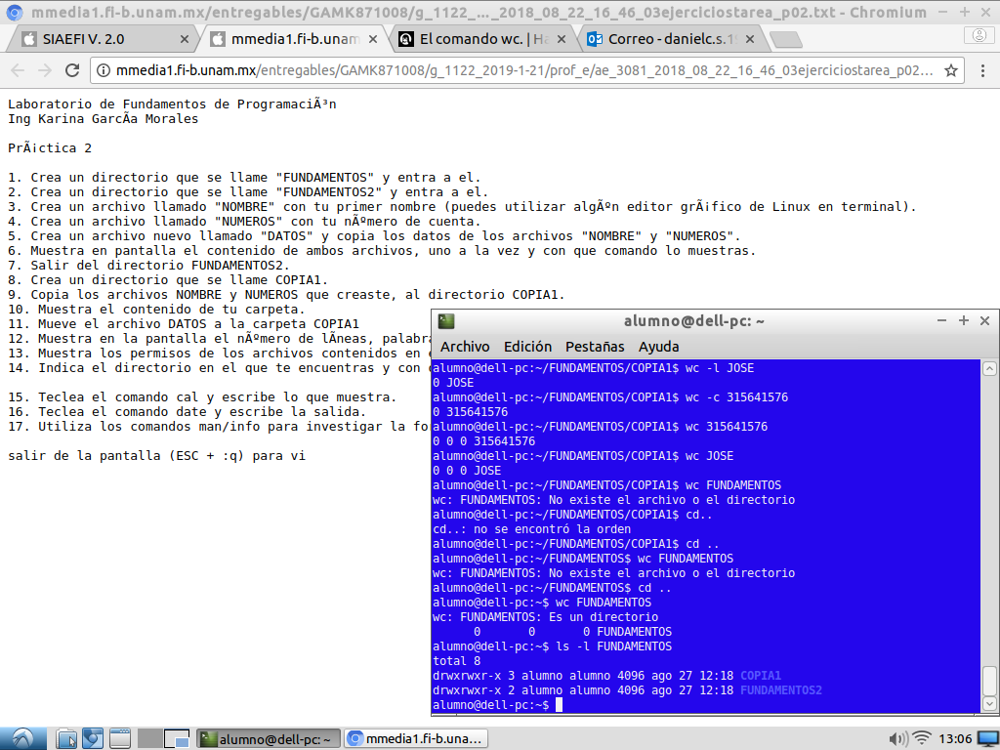 mmedia1.fi-b.unam.mx/entregables/GAMK871008/g_1122_..._2018_08_22_16_46_03ejerciciostarea_p02.txt - Chromium
SIAEFI V. 2.0
mmedia1.fi-b.unam
El comando wc. | Ha
Correo - danielc.s.19
mmedia1.fi-b.unam.mx/entregables/GAMK871008/g_1122_2019-1-21/prof_e/ae_3081_2018_08_22_16_46_03ejerciciostarea_p02...
Laboratorio de Fundamentos de ProgramaciÃ³n
Ing Karina GarcÃ­a Morales
PrÃ¡ctica 2
1. Crea un directorio que se llame "FUNDAMENTOS" y entra a el.
2. Crea un directorio que se llame "FUNDAMENTOS2" y entra a el.
3. Crea un archivo llamado "NOMBRE" con tu primer nombre (puedes utilizar algÃºn editor grÃ¡fico de Linux en terminal).
4. Crea un archivo llamado "NUMEROS" con tu nÃºmero de cuenta.
5. Crea un archivo nuevo llamado "DATOS" y copia los datos de los archivos "NOMBRE" y "NUMEROS".
6. Muestra en pantalla el contenido de ambos archivos, uno a la vez y con que comando lo muestras.
7. Salir del directorio FUNDAMENTOS2.
8. Crea un directorio que se llame COPIA1.
9. Copia los archivos NOMBRE y NUMEROS que creaste, al directorio COPIA1.
10. Muestra el contenido de tu carpeta.
11. Mueve el archivo DATOS a la carpeta COPIA1
12. Muestra en la pantalla el nÃºmero de lÃ­neas, palabra
13. Muestra los permisos de los archivos contenidos en e
14. Indica el directorio en el que te encuentras y con
15. Teclea el comando cal y escribe lo que muestra.
16. Teclea el comando date y escribe la salida.
17. Utiliza los comandos man/info para investigar la fo
salir de la pantalla (ESC + :q) para vi
alumno@dell-pc: ~
Archivo Edición Pestañas Ayuda
alumno@dell-pc:~/FUNDAMENTOS/COPIA1$ wc -l JOSE
0 JOSE
alumno@dell-pc:~/FUNDAMENTOS/COPIA1$ wc -c 315641576
0 315641576
alumno@dell-pc:~/FUNDAMENTOS/COPIA1$ wc 315641576
0 0 0 315641576
alumno@dell-pc:~/FUNDAMENTOS/COPIA1$ wc JOSE
0 0 0 JOSE
alumno@dell-pc:~/FUNDAMENTOS/COPIA1$ wc FUNDAMENTOS
wc: FUNDAMENTOS: No existe el archivo o el directorio
alumno@dell-pc:~/FUNDAMENTOS/COPIA1$ cd..
cd..: no se encontró la orden
alumno@dell-pc:~/FUNDAMENTOS/COPIA1$ cd ..
alumno@dell-pc:~/FUNDAMENTOS$ wc FUNDAMENTOS
wc: FUNDAMENTOS: No existe el archivo o el directorio
alumno@dell-pc:~/FUNDAMENTOS$ cd ..
alumno@dell-pc:~$ wc FUNDAMENTOS
wc: FUNDAMENTOS: Es un directorio
0 0 0 FUNDAMENTOS
alumno@dell-pc:~$ ls -l FUNDAMENTOS
total 8
drwxrwxr-x 3 alumno alumno 4096 ago 27 12:18 COPIA1
drwxrwxr-x 2 alumno alumno 4096 ago 27 12:18 FUNDAMENTOS2
alumno@dell-pc:~$
alumno@dell-pc: ~
mmedia1.fi-b.una...
13:06